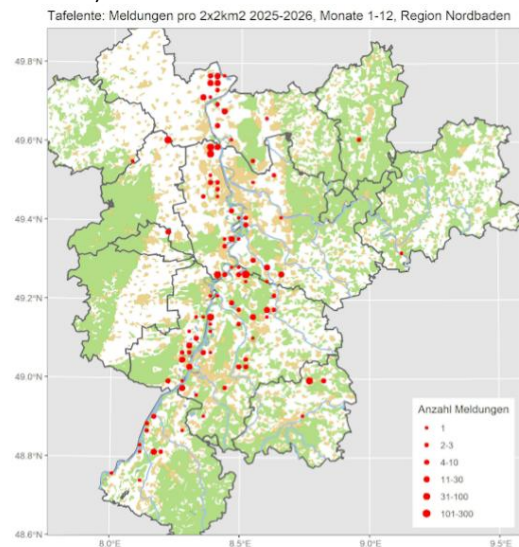 Tafelente: Meldungen pro 2x2km2 2025-2026, Monate 1-12, Region Nordbaden
49.8°N
49.6°N
49.4°N
49.2°N
49.0°N
48.8°N
48.6°N
Anzahl Meldungen
1
2-3
4-10
11-30
31-100
101-300
8.0°E
8.5°E
9.0°E
9.5°E